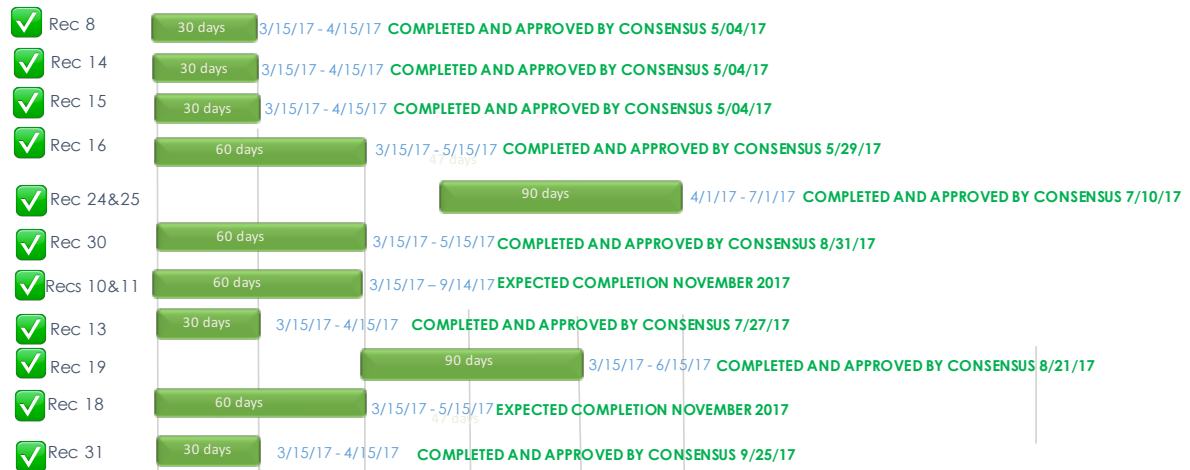 Rec 8 30 days 3/15/17 - 4/15/17 COMPLETED AND APPROVED BY CONSENSUS 5/04/17
Rec 14 30 days 3/15/17 - 4/15/17 COMPLETED AND APPROVED BY CONSENSUS 5/04/17
Rec 15 30 days 3/15/17 - 4/15/17 COMPLETED AND APPROVED BY CONSENSUS 5/04/17
Rec 16 60 days 3/15/17 - 5/15/17 COMPLETED AND APPROVED BY CONSENSUS 5/29/17
47 days
Rec 24&25 90 days 4/1/17 - 7/1/17 COMPLETED AND APPROVED BY CONSENSUS 7/10/17
Rec 30 60 days 3/15/17 - 5/15/17 COMPLETED AND APPROVED BY CONSENSUS 8/31/17
Recs 10&11 60 days 3/15/17 – 9/14/17 EXPECTED COMPLETION NOVEMBER 2017
Rec 13 30 days 3/15/17 - 4/15/17 COMPLETED AND APPROVED BY CONSENSUS 7/27/17
Rec 19 90 days 3/15/17 - 6/15/17 COMPLETED AND APPROVED BY CONSENSUS 8/21/17
Rec 18 60 days 3/15/17 - 5/15/17 EXPECTED COMPLETION NOVEMBER 2017
47 days
Rec 31 30 days 3/15/17 - 4/15/17 COMPLETED AND APPROVED BY CONSENSUS 9/25/17